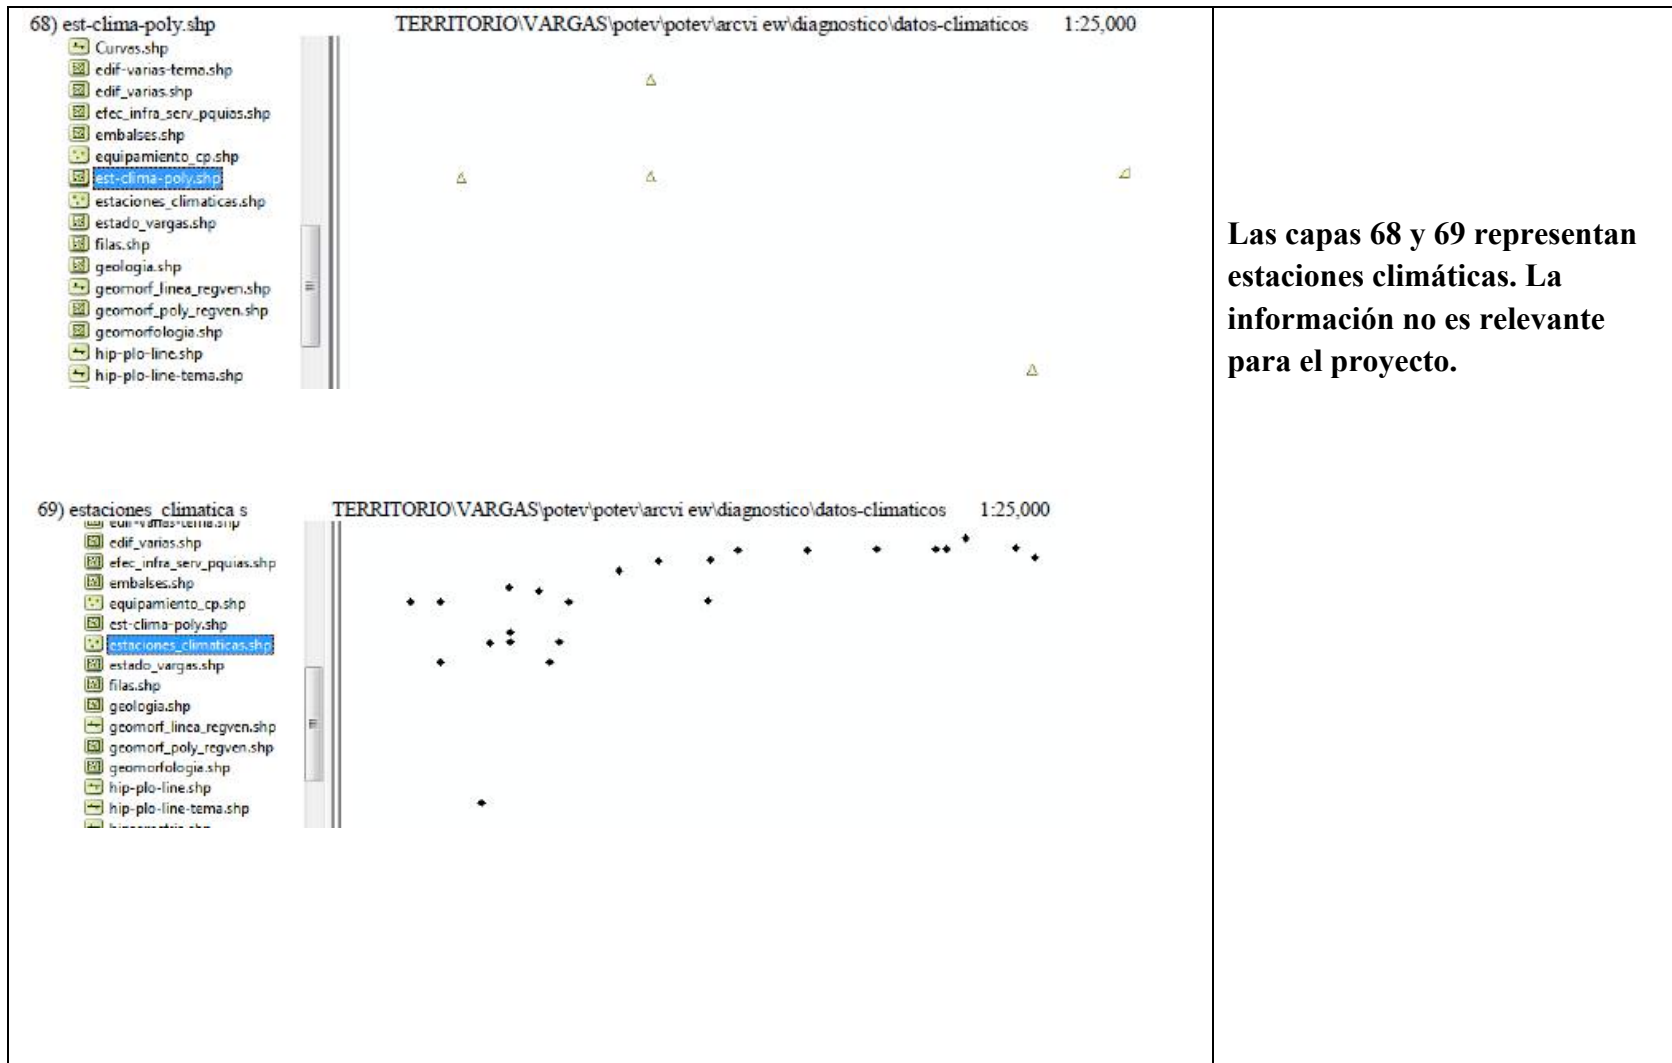 68) est-clima-poly.shp TERRITORIO\VARGAS\potev\potev\arcvi ew\diagnostico\datos-climaticos 1:25,000
Curvas.shp
edif-varias-tema.shp
edif_varias.shp
efec_infra_serv_pquias.shp
embalses.shp
equipamiento_cp.shp
est-clima-poly.shp
estaciones_climaticas.shp
estado_vargas.shp
filas.shp
geologia.shp
geomorf_linea_regven.shp
geomorf_poly_regven.shp
geomorfologia.shp
hip-plo-line.shp
hip-plo-line-tema.shp
Las capas 68 y 69 representan
estaciones climáticas. La
información no es relevante
para el proyecto.
69) estaciones_climatica s TERRITORIO\VARGAS\potev\potev\arcvi ew\diagnostico\datos-climaticos 1:25,000
edif-varias-tema.shp
edif_varias.shp
efec_infra_serv_pquias.shp
embalses.shp
equipamiento_cp.shp
est-clima-poly.shp
estaciones_climaticas.shp
estado_vargas.shp
filas.shp
geologia.shp
geomorf_linea_regven.shp
geomorf_poly_regven.shp
geomorfologia.shp
hip-plo-line.shp
hip-plo-line-tema.shp